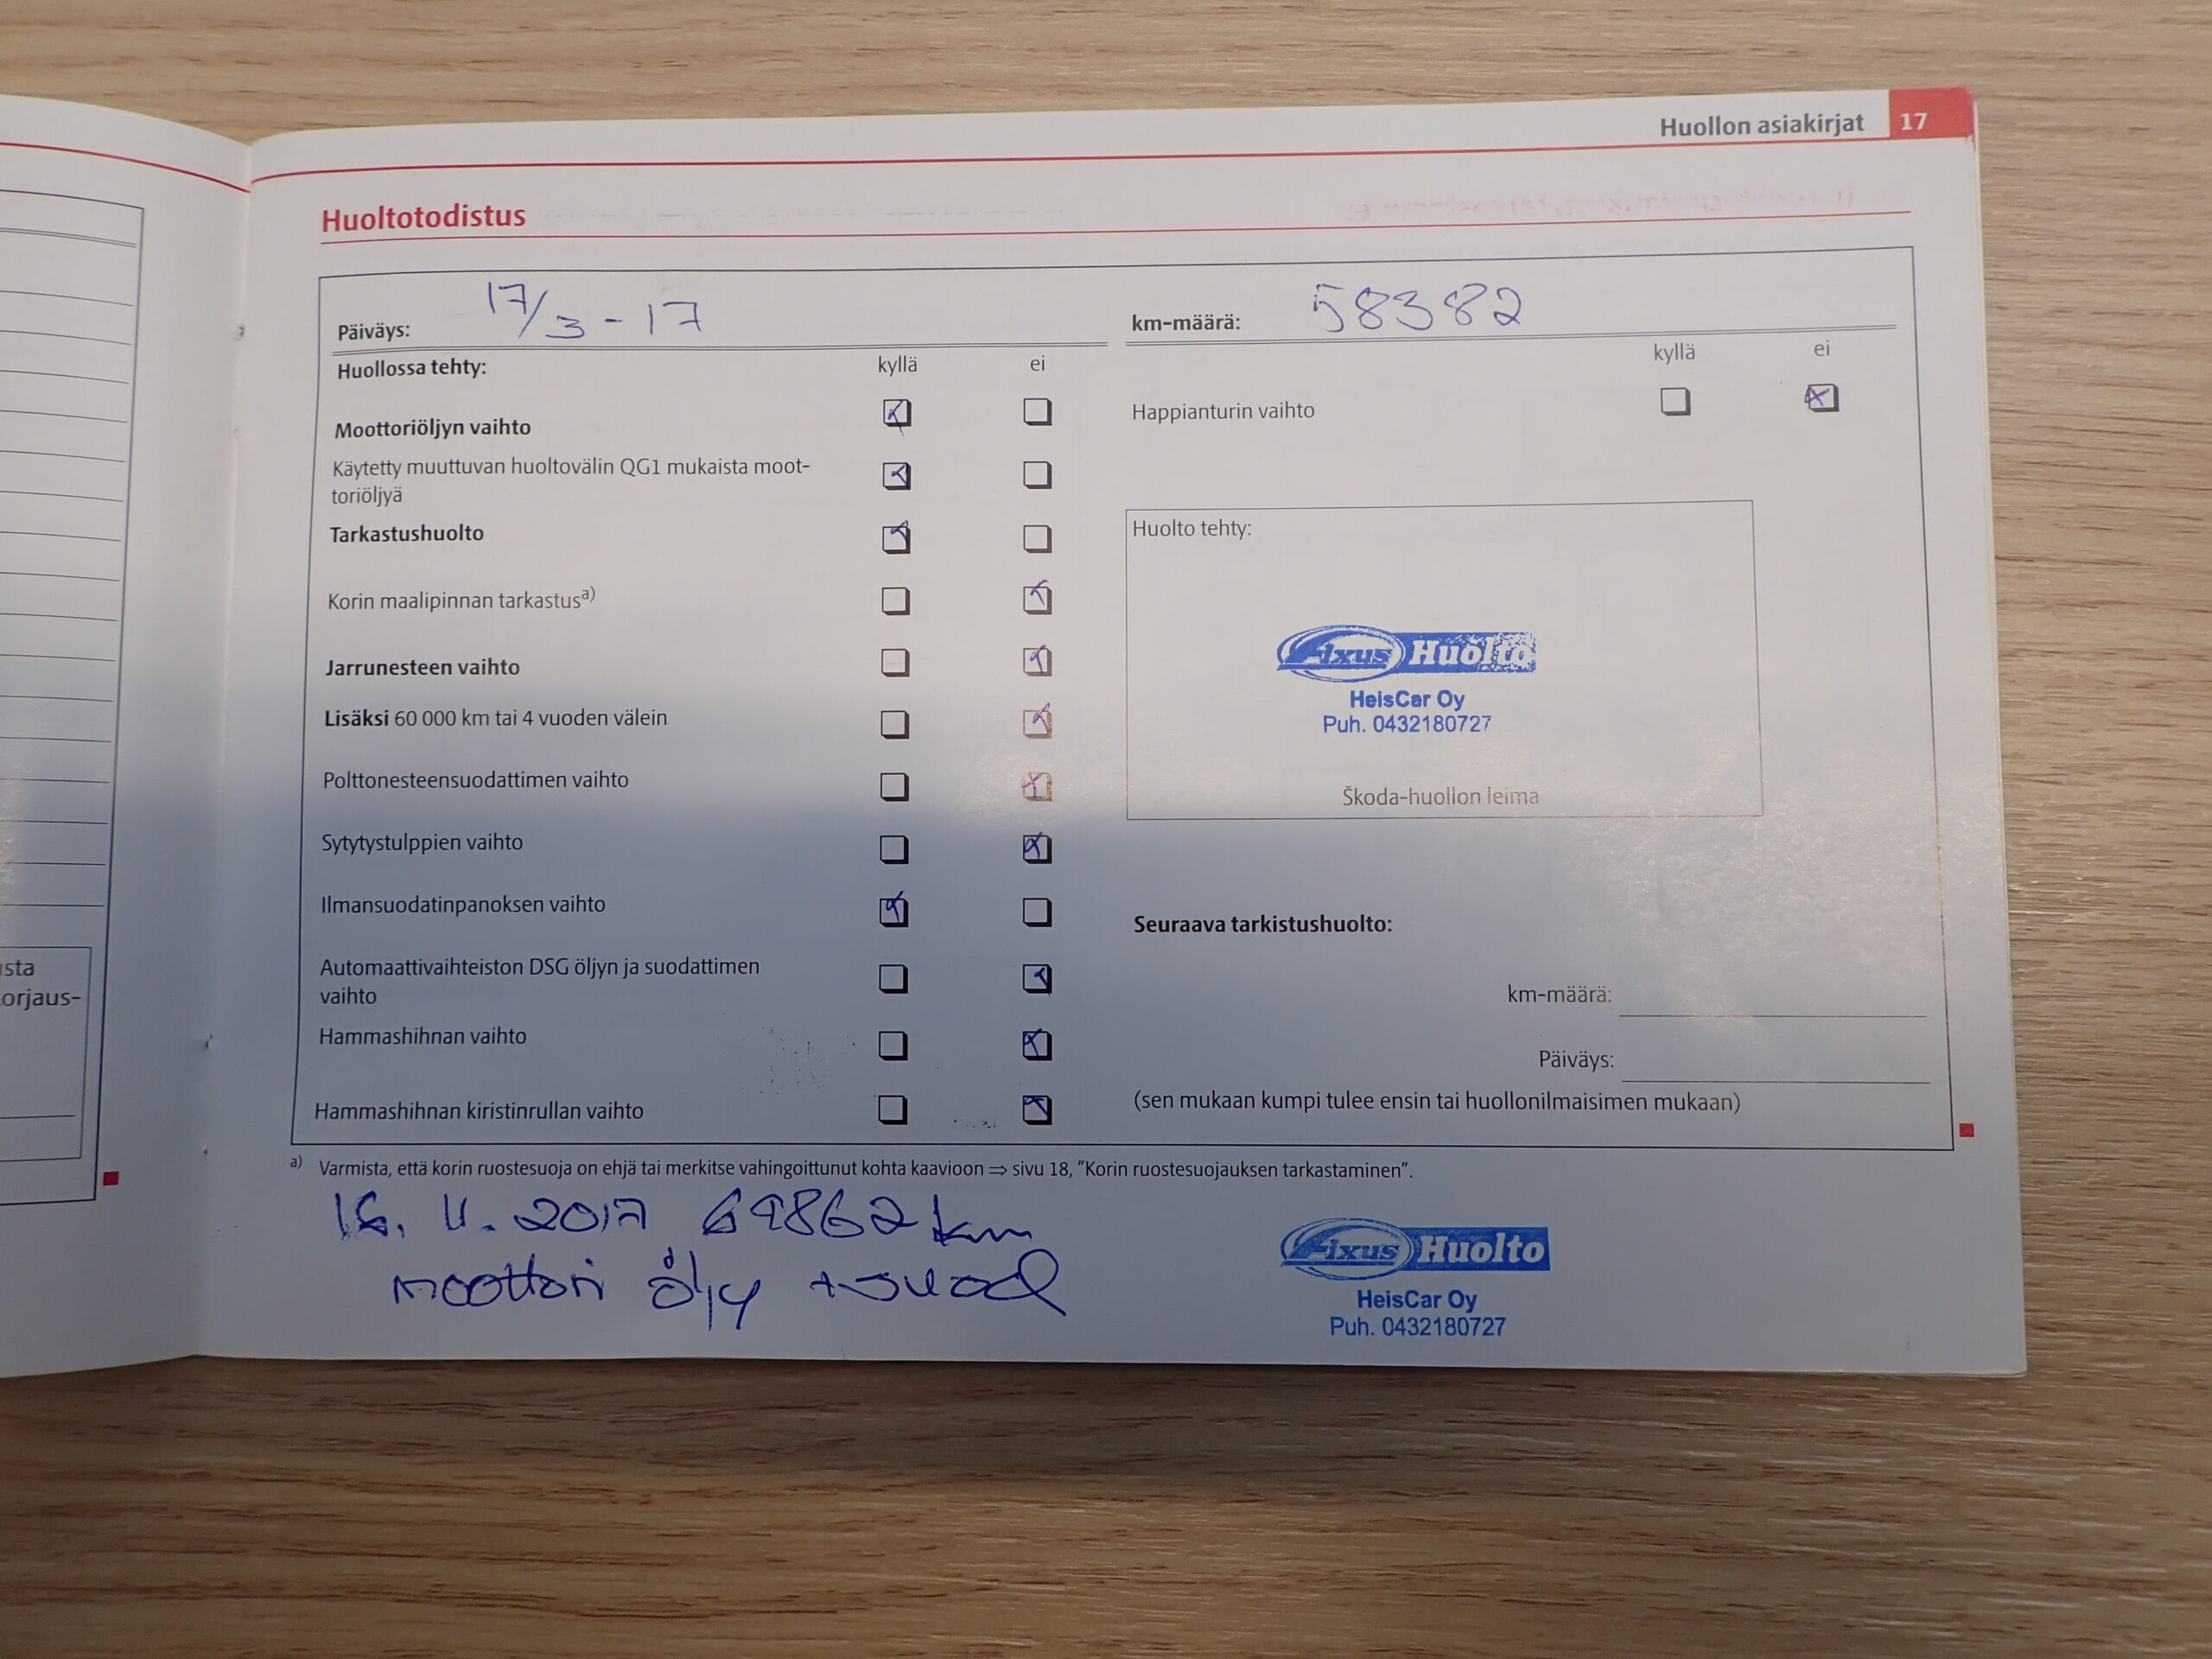 Huollon asiakirjat 17
Huoltotodistus
Päiväys: 17/3 - 17
km-määrä: 58382
Huollossa tehty: kyllä ei
kyllä ei
Moottoriöljyn vaihto
Happianturin vaihto
Käytetty muuttuvan huoltovälin QG1 mukaista moot-
toriöljyä
Tarkastushuolto
Korin maalipinnan tarkastus a)
Jarrunesteen vaihto
Lisäksi 60 000 km tai 4 vuoden välein
Polttonesteensuodattimen vaihto
Sytytystulppien vaihto
Ilmansuodatinpanoksen vaihto
Automaattivaihteiston DSG öljyn ja suodattimen
vaihto
Hammashihnan vaihto
Hammashihnan kiristinrullan vaihto
Huolto tehty:
Fixus Huolto
HeisCar Oy
Puh. 0432180727
Škoda-huollon leima
Seuraava tarkistushuolto:
km-määrä:
Päiväys:
(sen mukaan kumpi tulee ensin tai huollonilmaisimen mukaan)
a) Varmista, että korin ruostesuoja on ehjä tai merkitse vahingoittunut kohta kaavioon ⇒ sivu 18, "Korin ruostesuojauksen tarkastaminen".
16. 11. 2017 69862 km
moottori öljy + suod
Fixus Huolto
HeisCar Oy
Puh. 0432180727
orjaus-